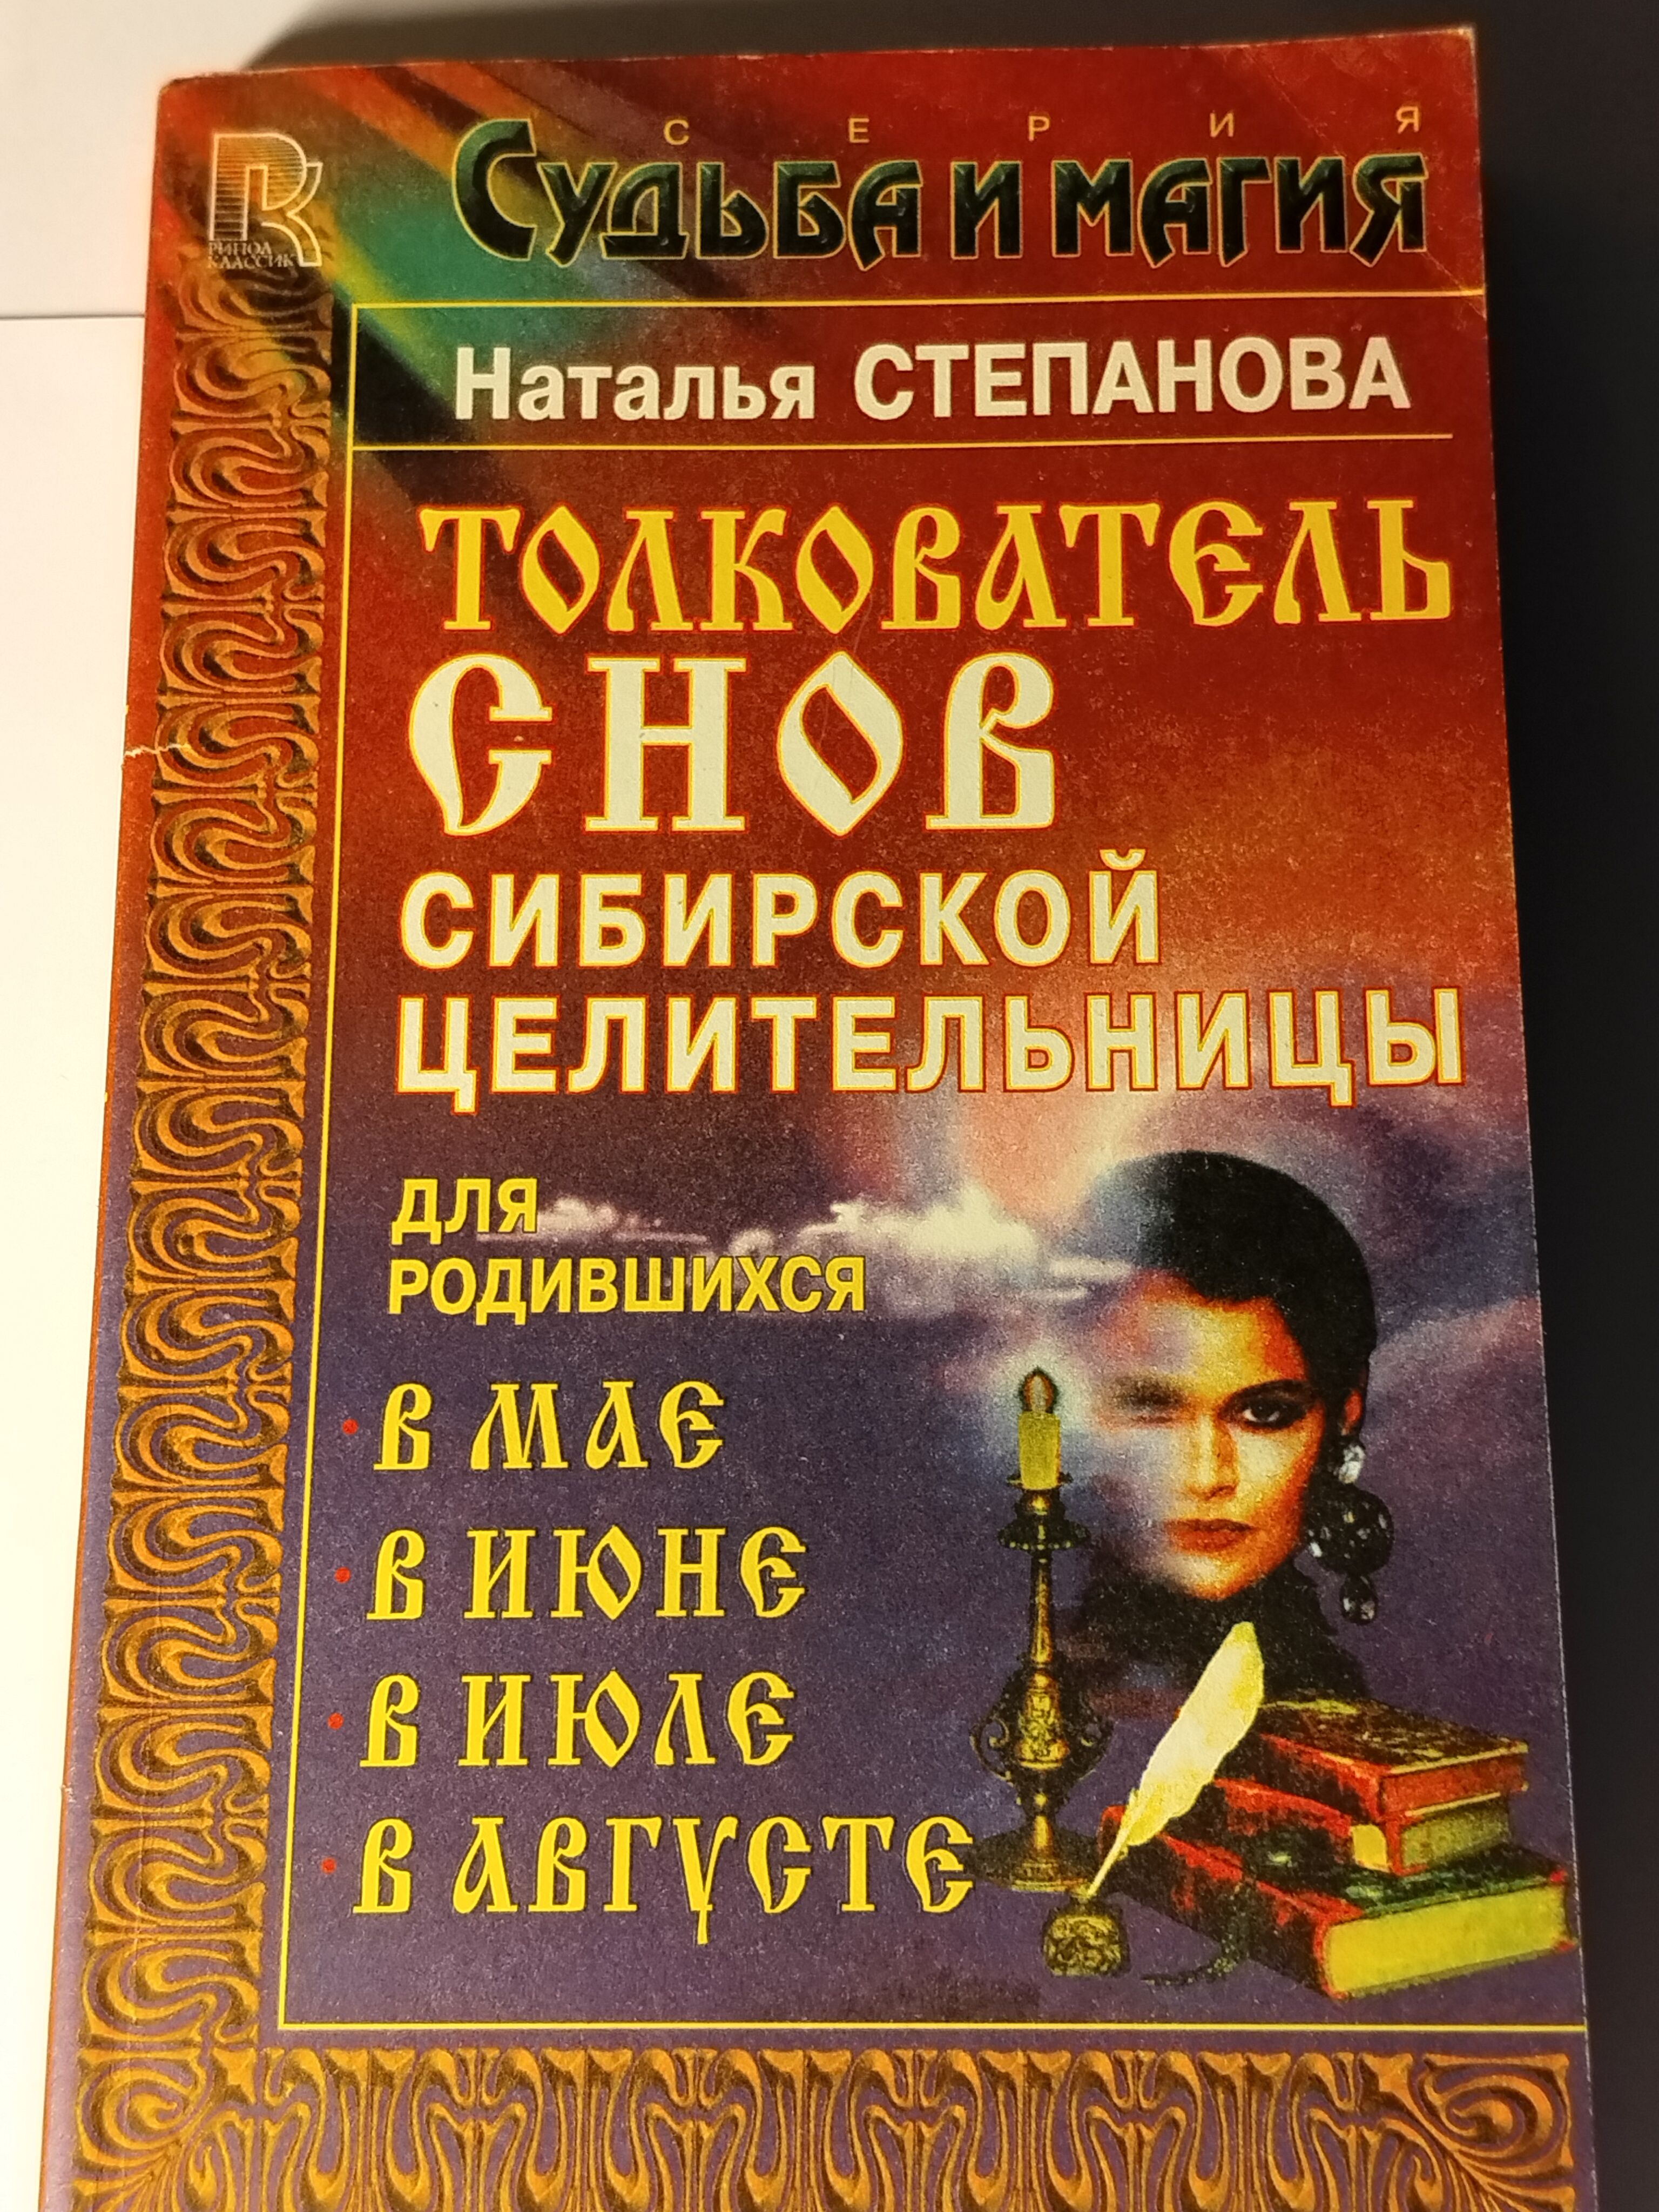 СЕРИЯ
СУДЬБА И МАГИЯ
РИПОЛ
КЛАССИК
Наталья СТЕПАНОВА
ТОЛКОВАТЕЛЬ
СНОВ
СИБИРСКОЙ
ЦЕЛИТЕЛЬНИЦЫ
ДЛЯ
РОДИВШИХСЯ
• В МАЕ
• В ИЮНЕ
• В ИЮЛЕ
• В АВГУСТЕ